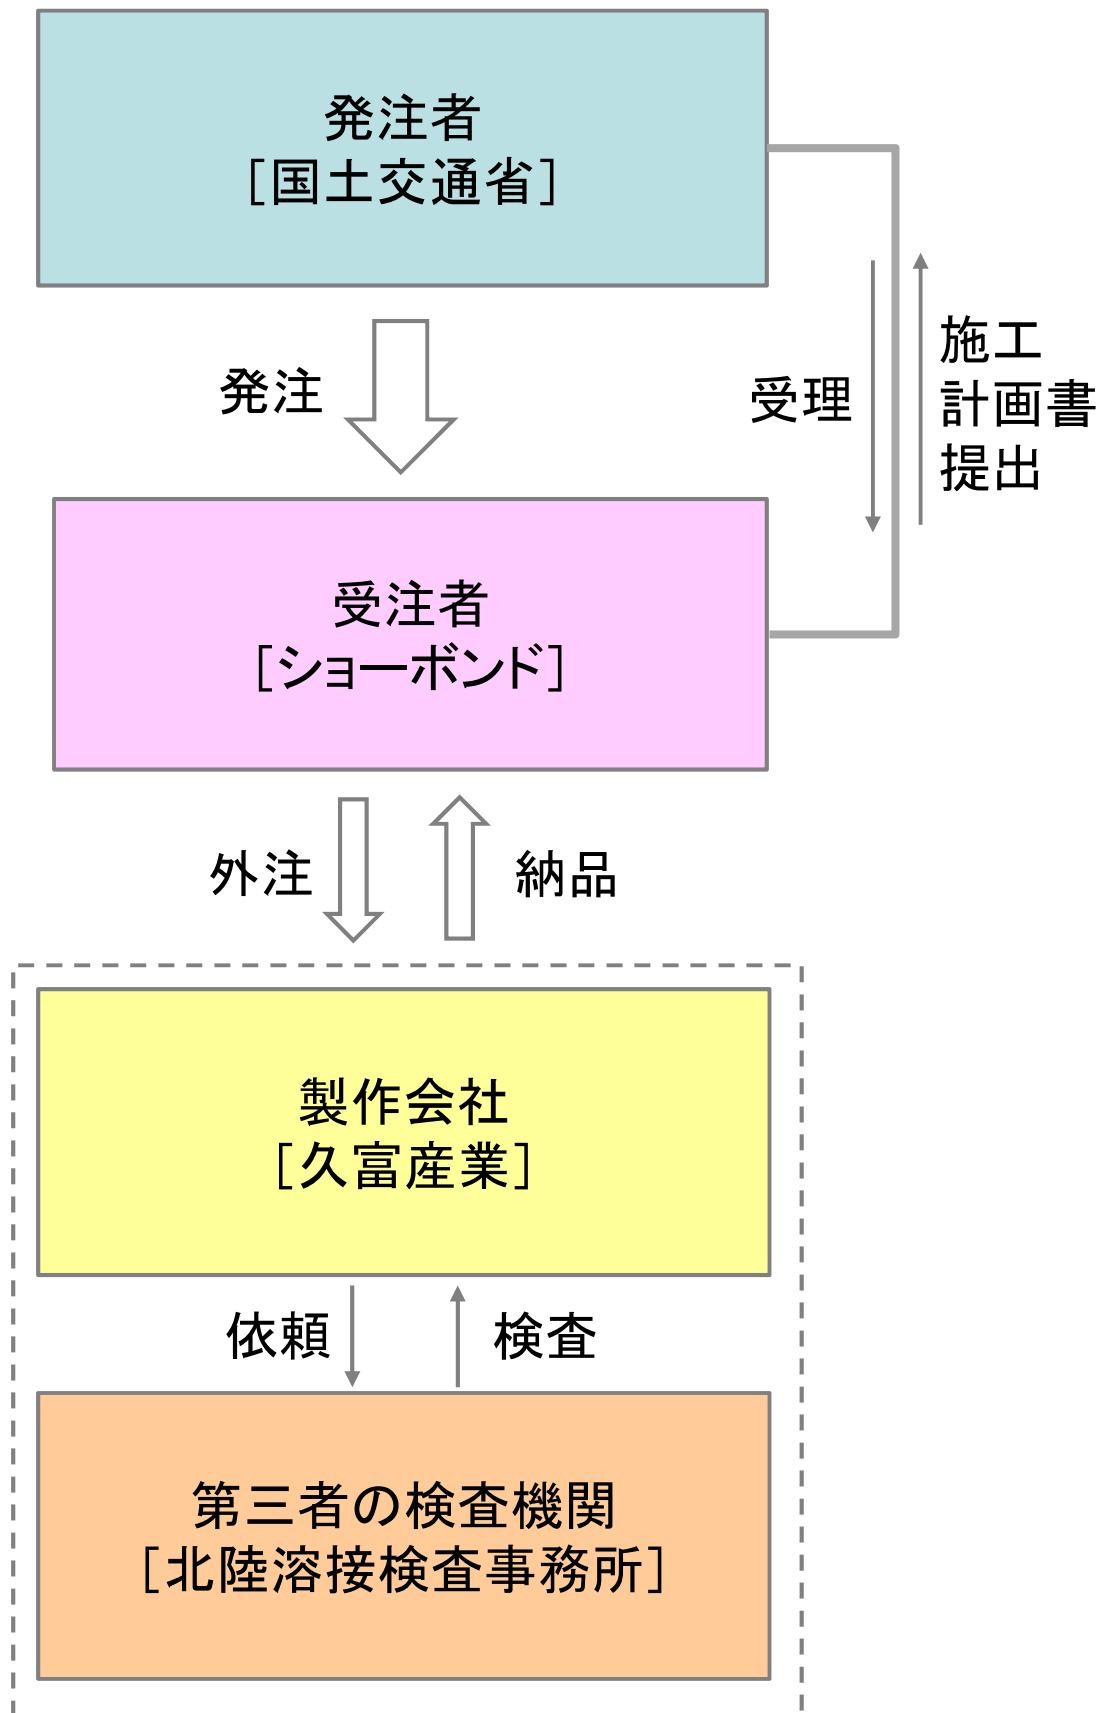 発注者
［国土交通省］
発注
受理
施工
計画書
提出
受注者
［ショーボンド］
外注
納品
製作会社
［久富産業］
依頼
検査
第三者の検査機関
［北陸溶接検査事務所］